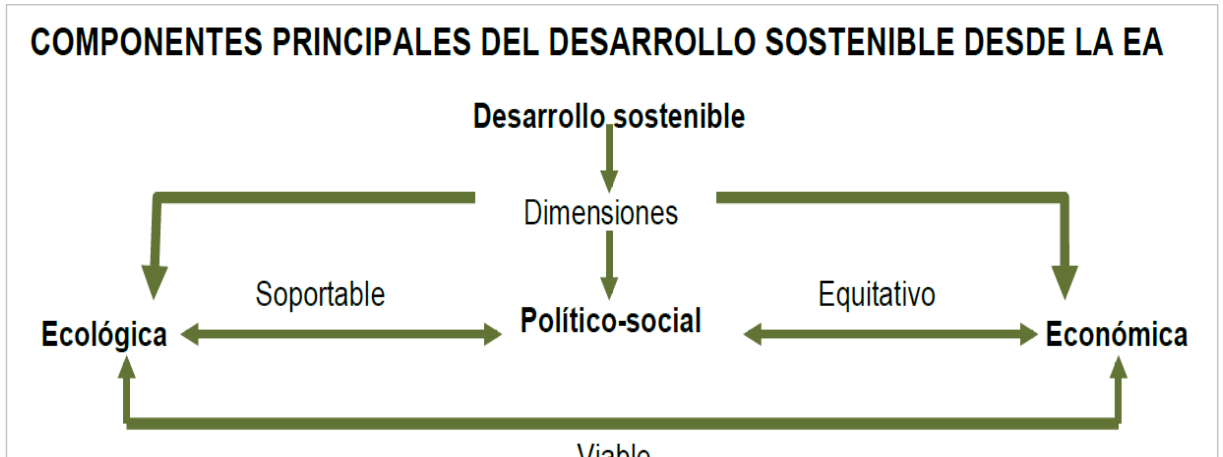 COMPONENTES PRINCIPALES DEL DESARROLLO SOSTENIBLE DESDE LA EA
Desarrollo sostenible
Dimensiones
Soportable
Equitativo
Ecológica
Político-social
Económica
Viable